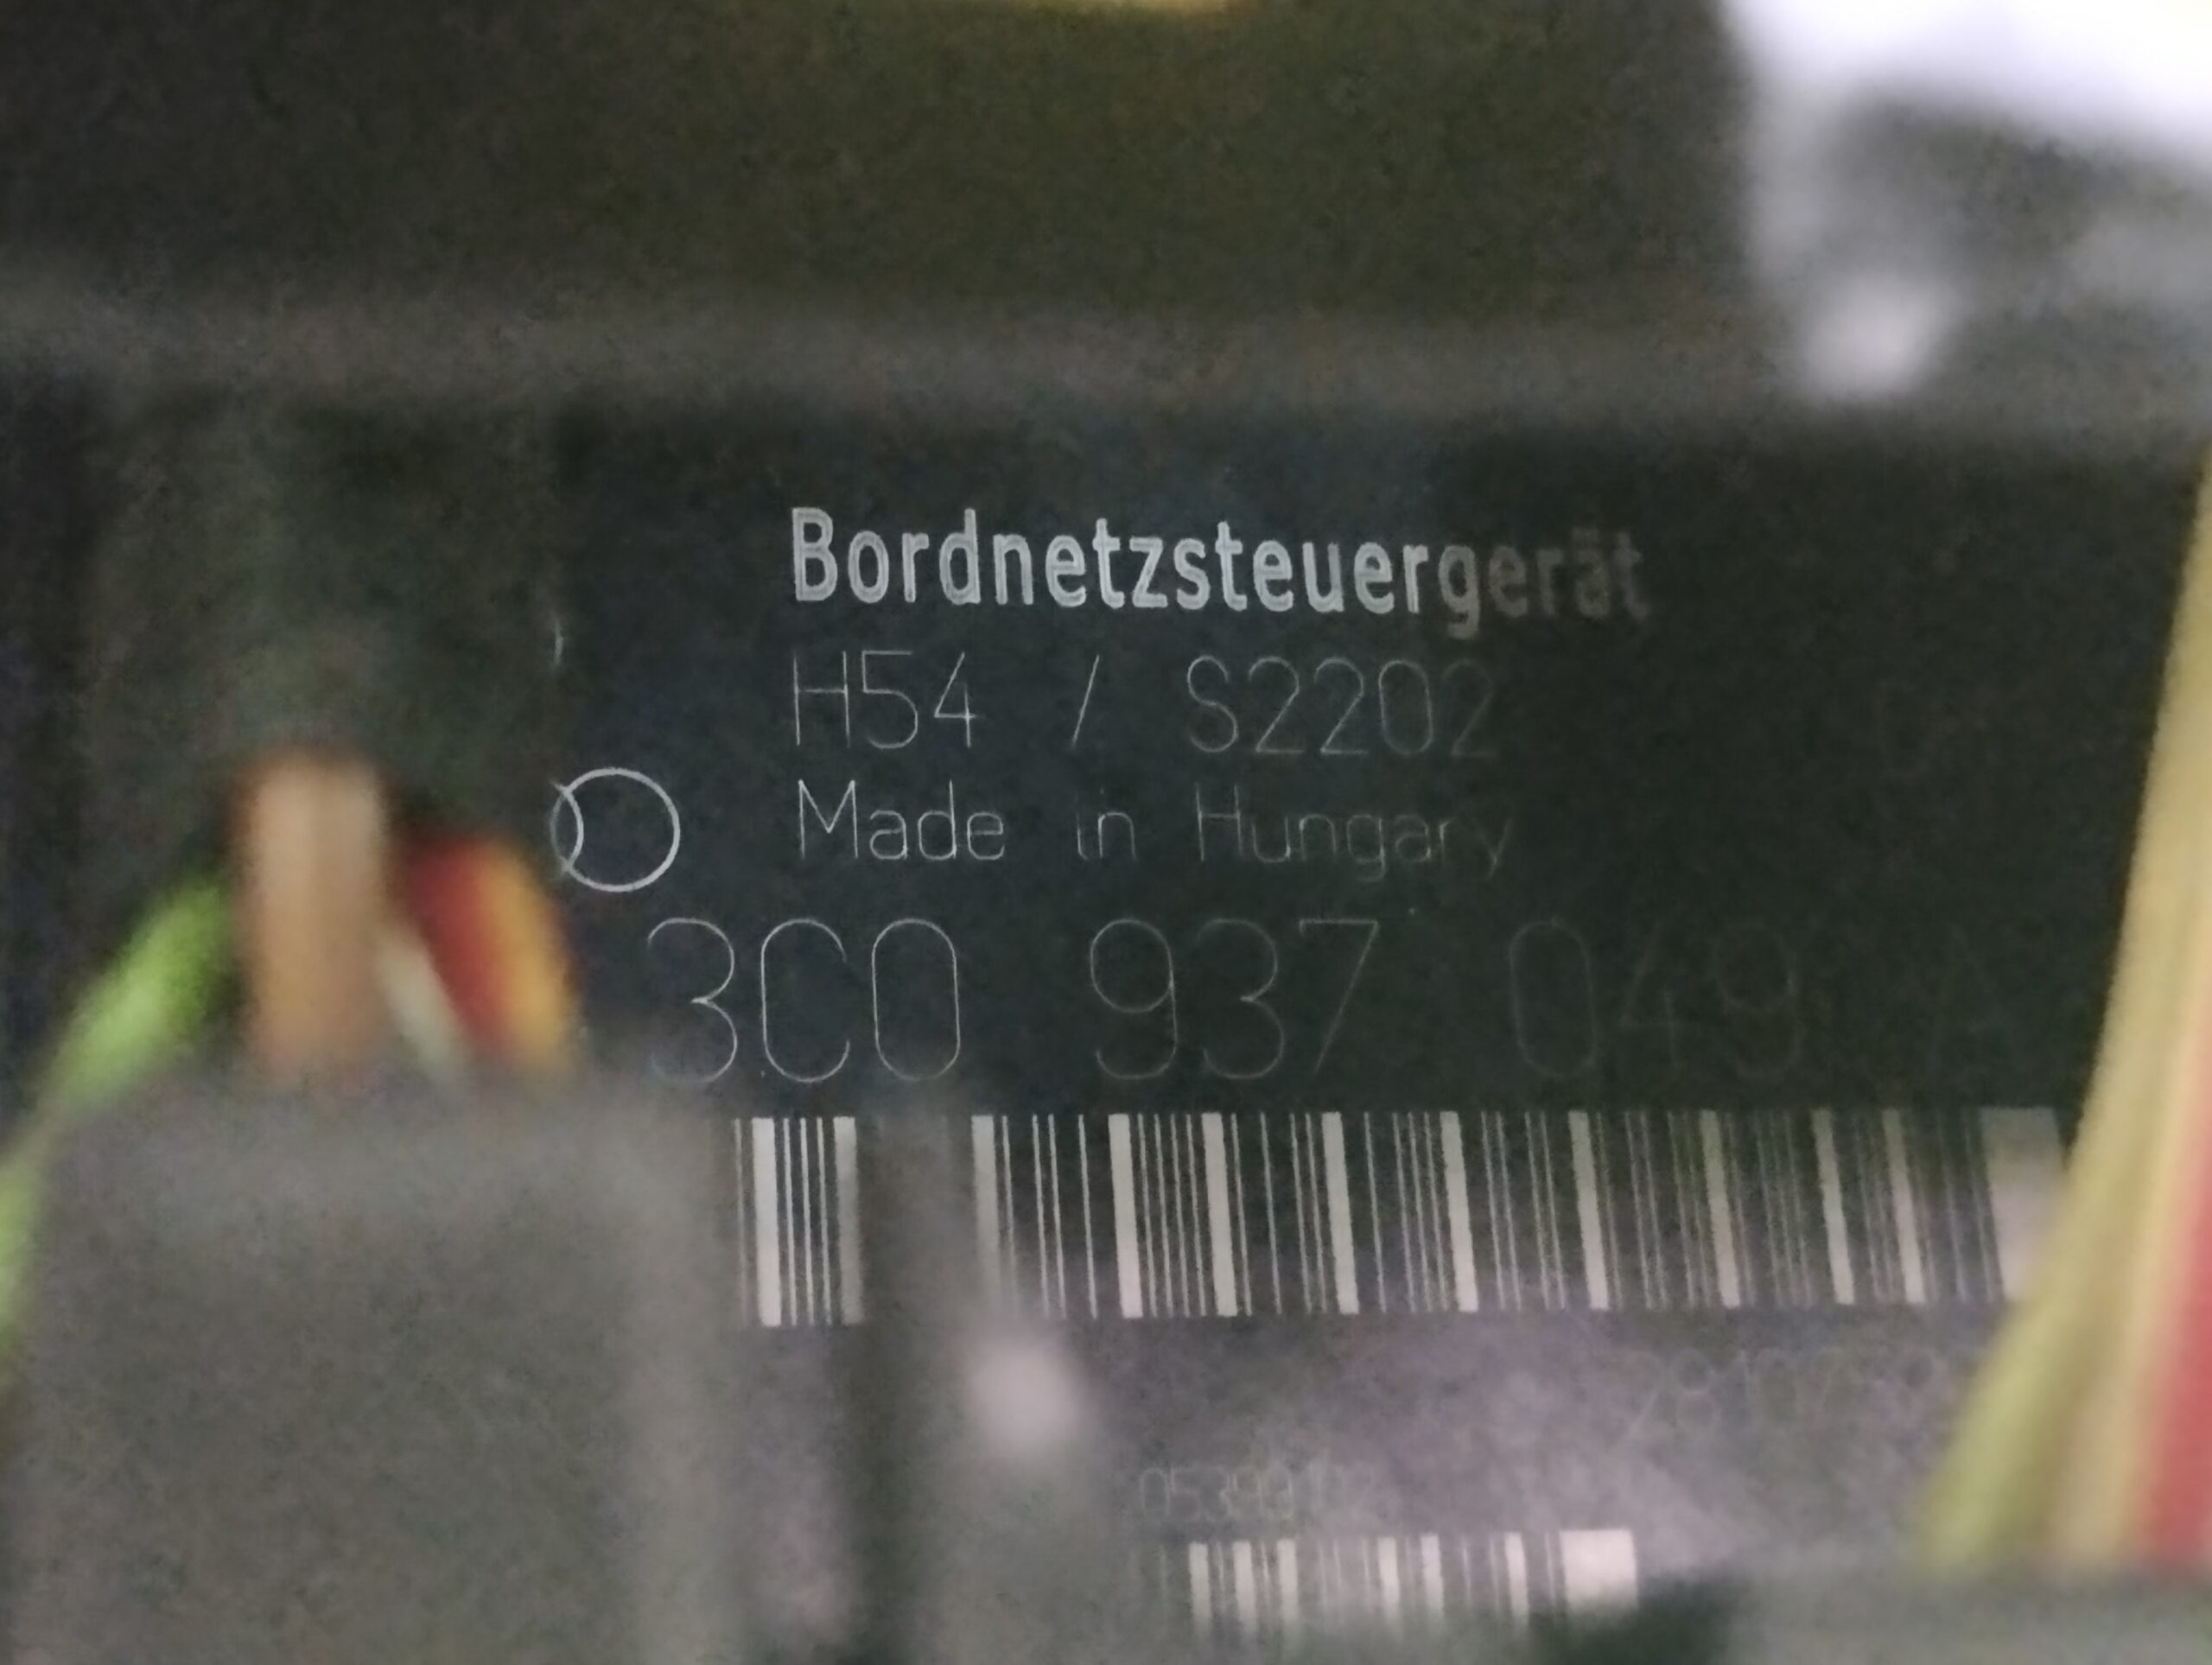 Bordnetzsteuergerät
H54 / S2202
Made in Hungary
3C0 937 049